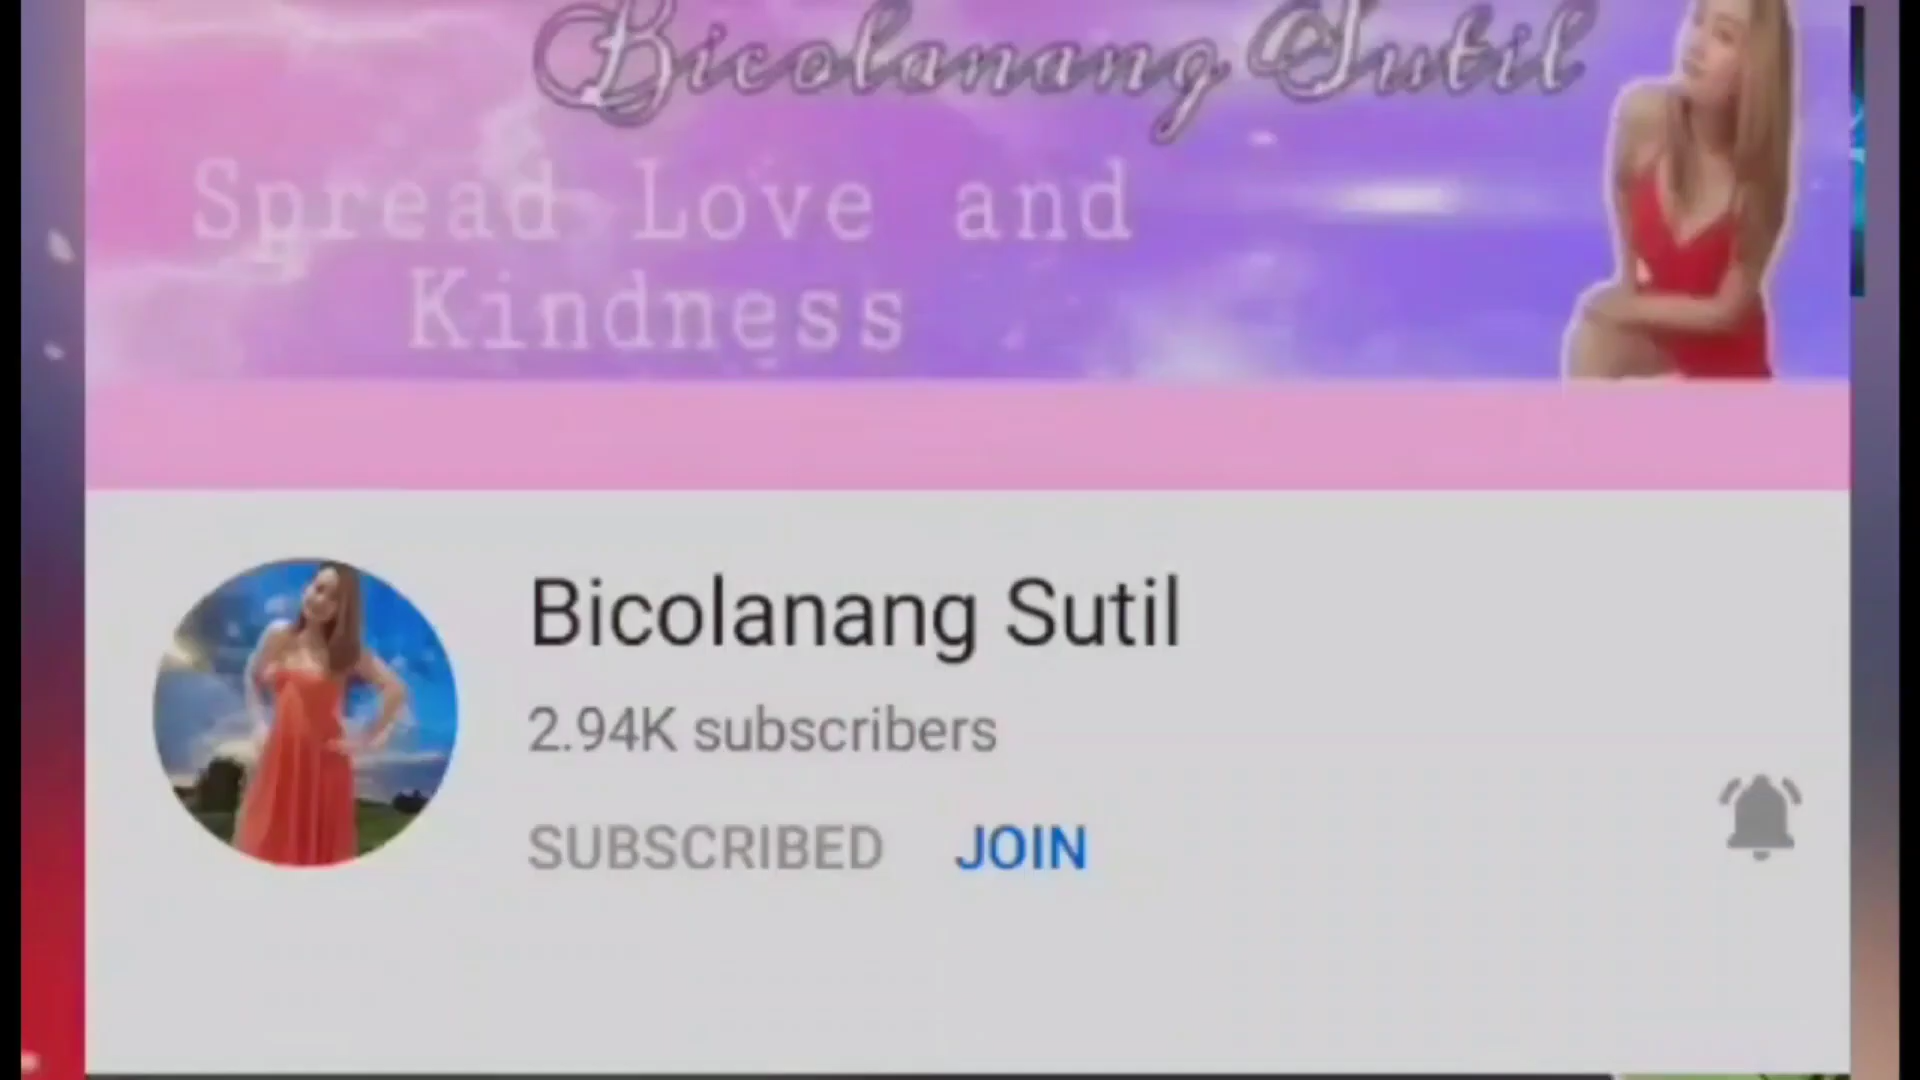 Bicolanang Sutil
Spread Love and
Kindness
Bicolanang Sutil
2.94K subscribers
SUBSCRIBED JOIN